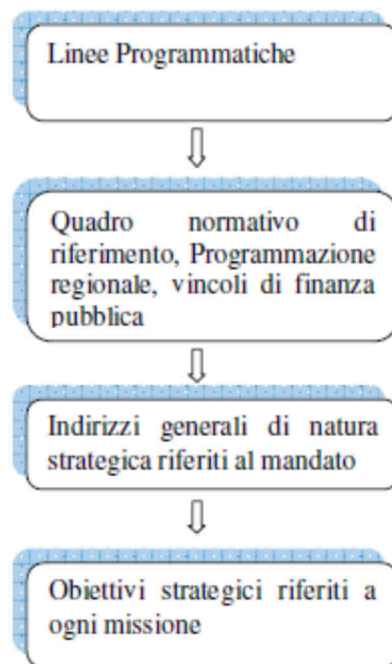 Linee Programmatiche
Quadro normativo di
riferimento, Programmazione
regionale, vincoli di finanza
pubblica
Indirizzi generali di natura
strategica riferiti al mandato
Obiettivi strategici riferiti a
ogni missione